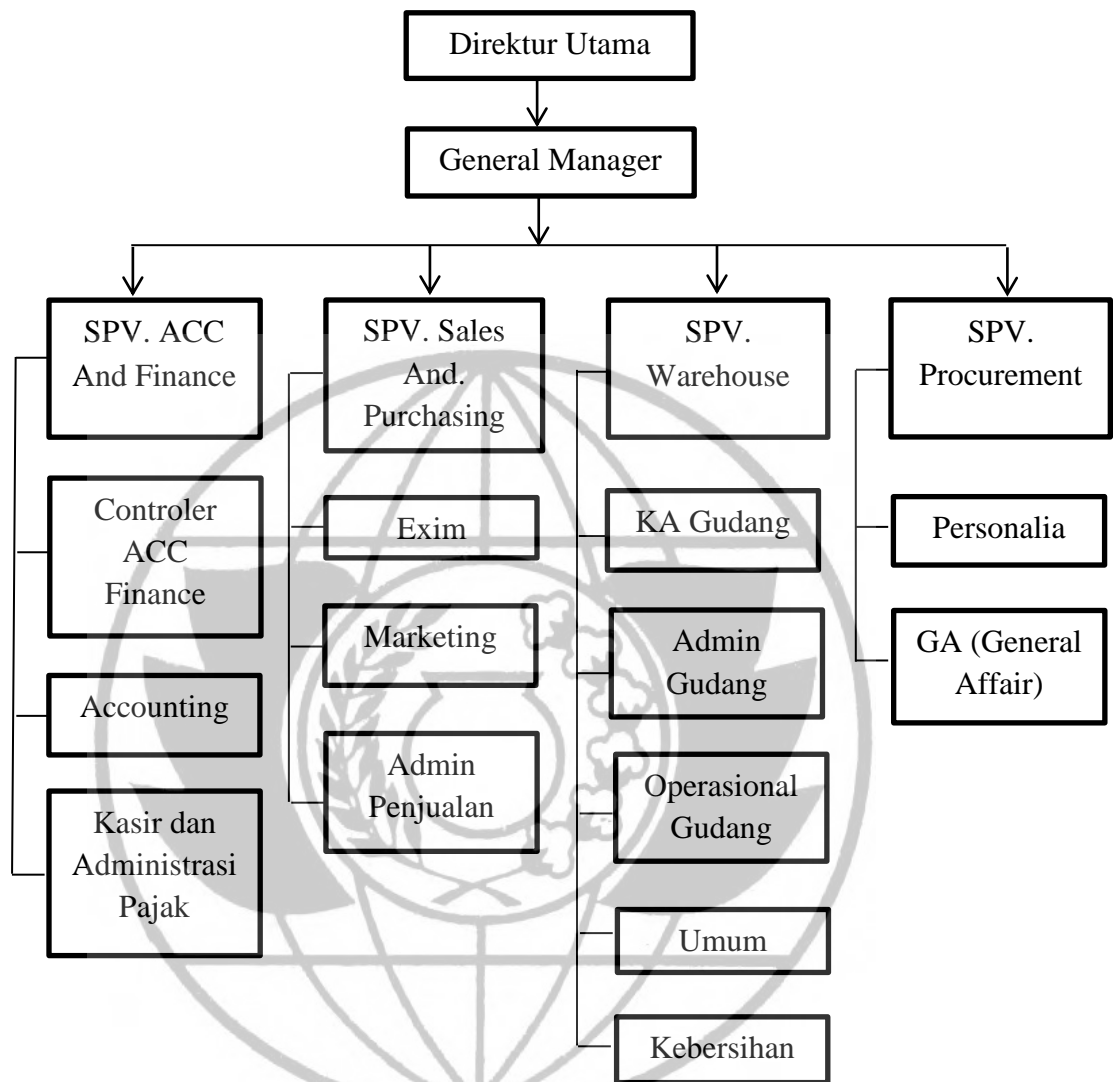 Direktur Utama
General Manager
SPV. ACC
And Finance
SPV. Sales
And.
Purchasing
SPV.
Warehouse
SPV.
Procurement
Controler
ACC
Finance
Accounting
Kasir dan
Administrasi
Pajak
Exim
Marketing
Admin
Penjualan
KA Gudang
Admin
Gudang
Operasional
Gudang
Umum
Kebersihan
Personalia
GA (General
Affair)